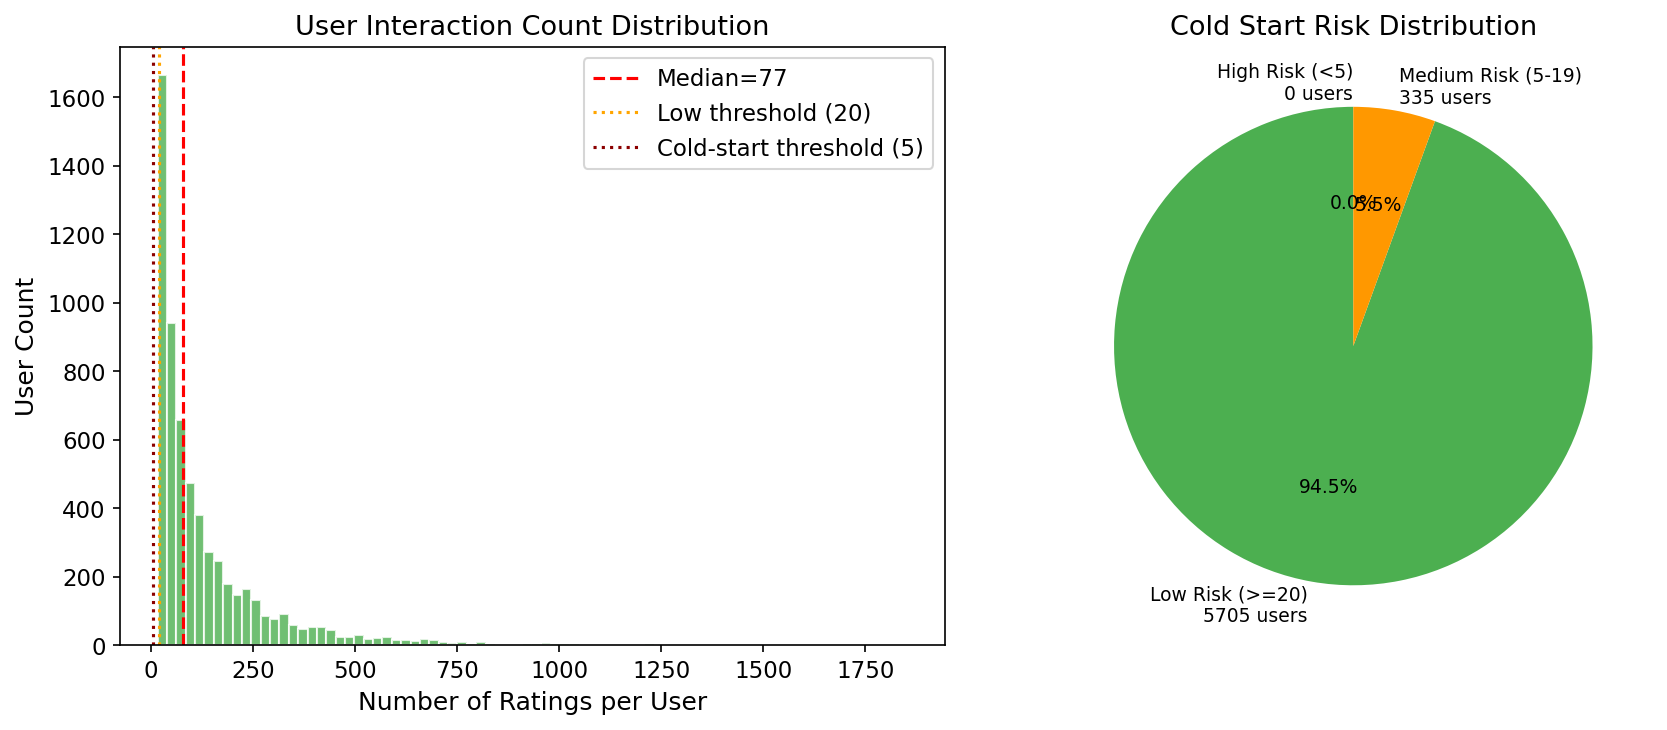 User Interaction Count Distribution
Median=77
Low threshold (20)
Cold-start threshold (5)
User Count
1600
1400
1200
1000
800
600
400
200
0
0 250 500 750 1000 1250 1500 1750
Number of Ratings per User
Cold Start Risk Distribution
High Risk (<5)
0 users
Medium Risk (5-19)
335 users
0.0%
5.5%
94.5%
Low Risk (>=20)
5705 users